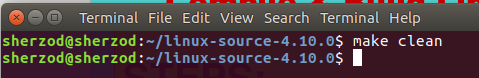 Terminal Terminal File Edit View Search Terminal Help
sherzod@sherzod:~/linux-source-4.10.0$ make clean
sherzod@sherzod:~/linux-source-4.10.0$